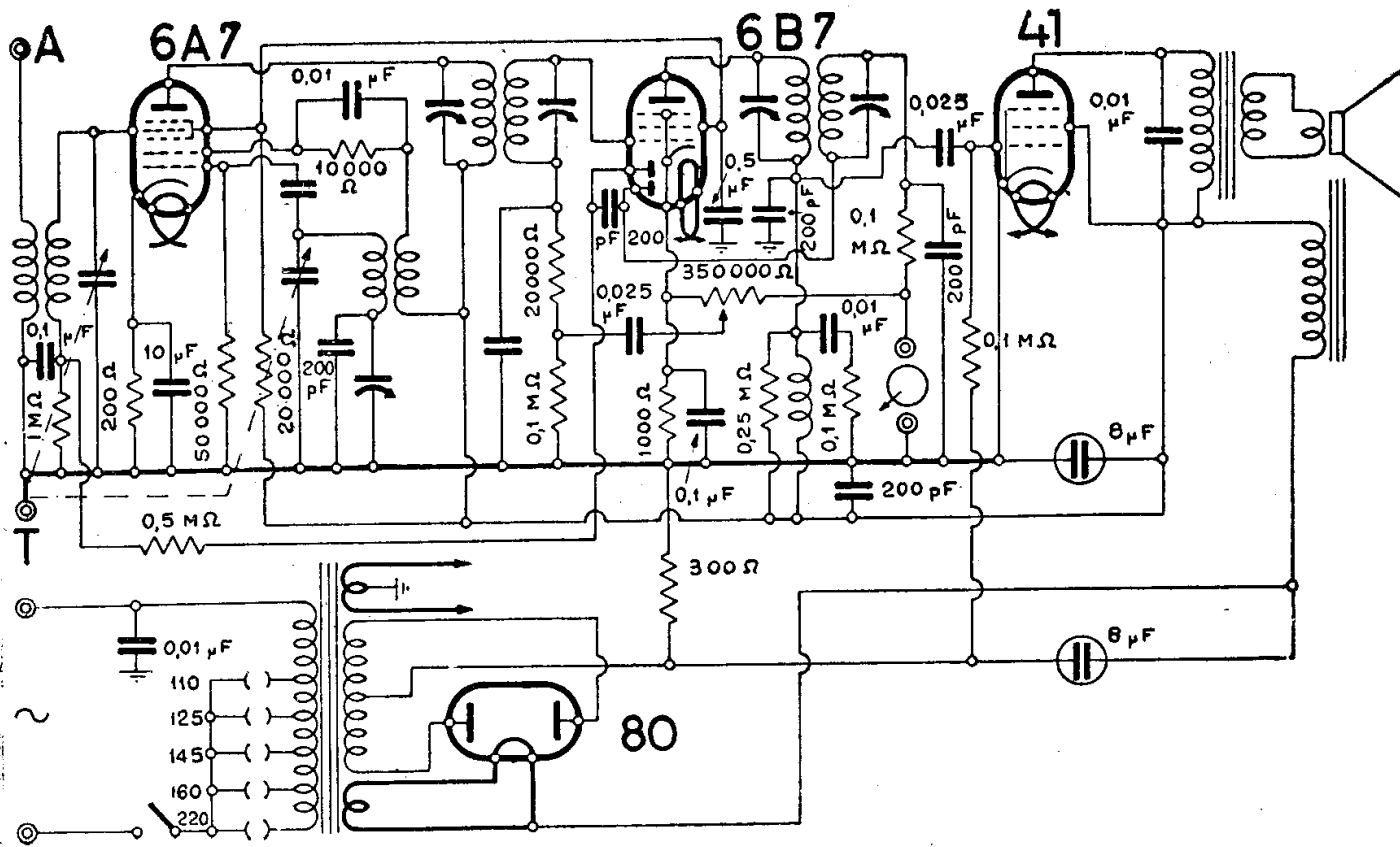 A
6A7
6B7
41
0,01 µF
10000 Ω
0,01 µF
0,025 µF
0,5 µF
200 pF
pF 200
0,1 MΩ
200 pF
350000 Ω
20000 Ω
0,025 µF
0,01 µF
0,1 MΩ
0,1 µ/F
10 µF
200 Ω
1 MΩ
50000 Ω
20000 Ω
200 pF
0,1 MΩ
1000 Ω
0,25 MΩ
0,1 MΩ
8 µF
0,1 µF
200 pF
T
0,5 MΩ
300 Ω
0,01 µF
8 µF
110
125
145
160
220
80